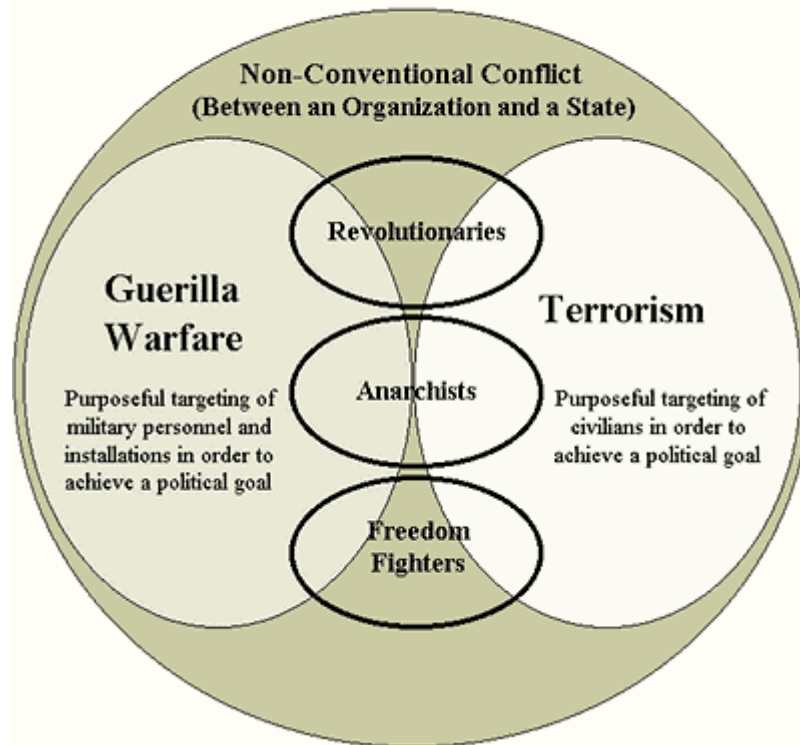 Non-Conventional Conflict
(Between an Organization and a State)
Revolutionaries
Guerilla
Warfare
Purposeful targeting of
military personnel and
installations in order to
achieve a political goal
Anarchists
Freedom
Fighters
Terrorism
Purposeful targeting of
civilians in order to
achieve a political goal